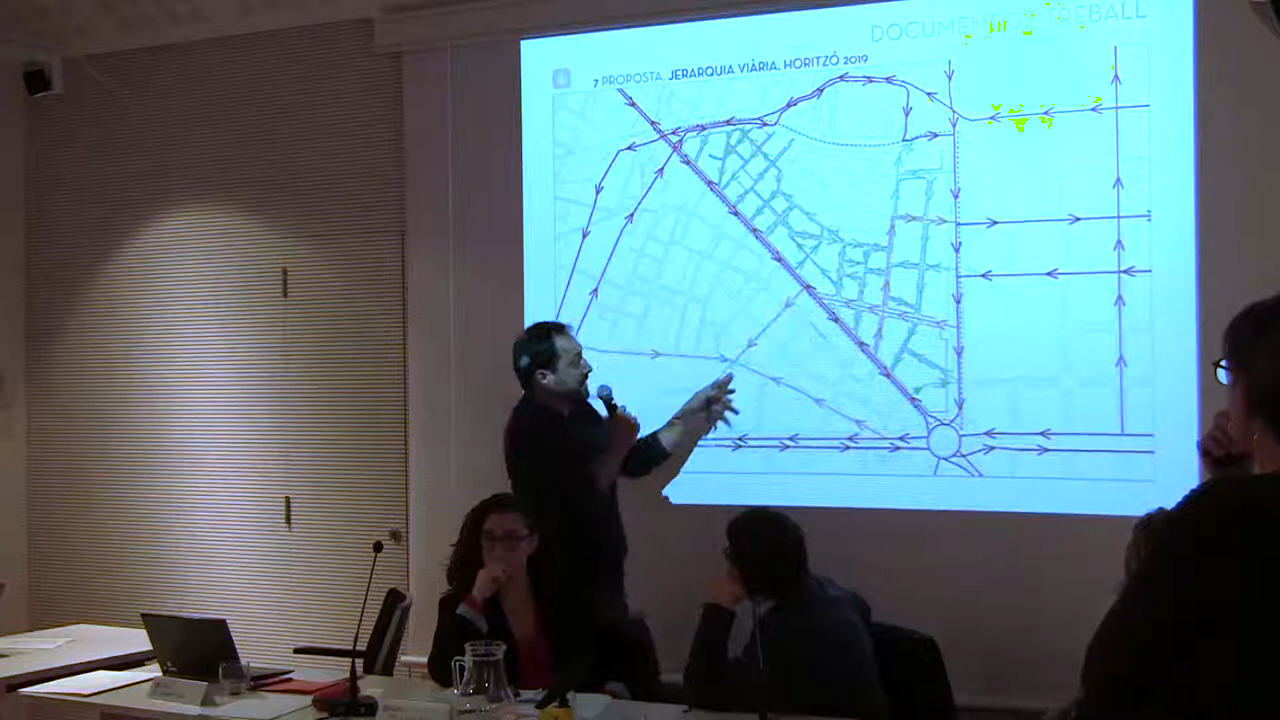 DOCUMENT DE TREBALL
7 PROPOSTA. JERARQUIA VIÀRIA. HORITZÓ 2019